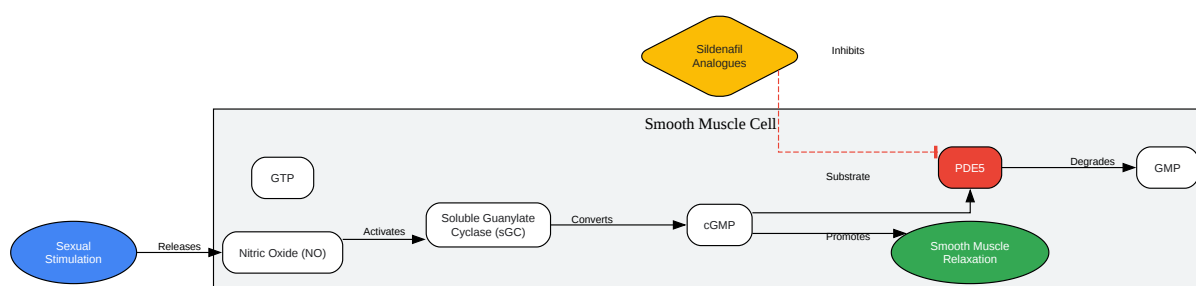 Sildenafil
Analogues
Inhibits
Smooth Muscle Cell
GTP
Substrate
PDE5
Degrades
GMP
Sexual
Stimulation
Releases
Nitric Oxide (NO)
Activates
Soluble Guanylate
Cyclase (sGC)
Converts
cGMP
Promotes
Smooth Muscle
Relaxation